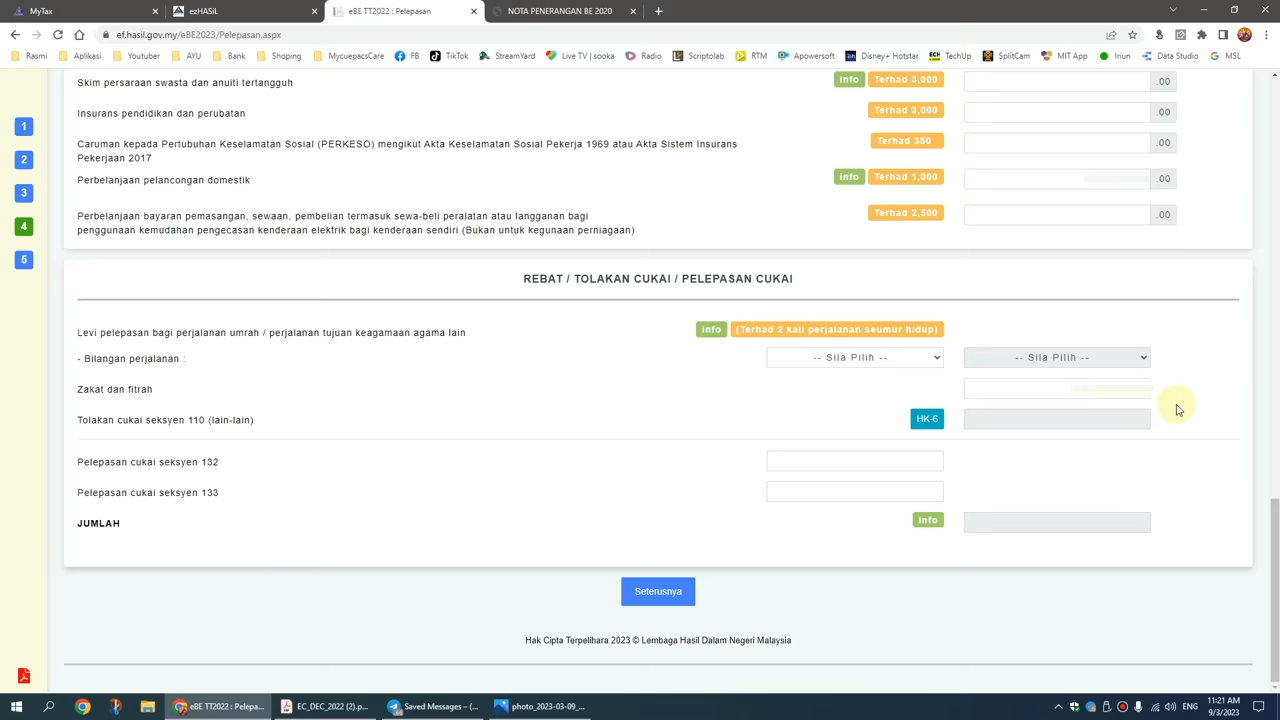 MyTax
ezHASiL
eBE TT2022 : Pelepasan
NOTA PENERANGAN BE 2020
ef.hasil.gov.my/eBE2023/Pelepasan.aspx
Rasmi Aplikasi Youtuber AYU Bank Shoping MycuepacsCare FB TikTok StreamYard Live TV | sooka Radio Scriptolab RTM Apowersoft Disney+ Hotstar TechUp SplitCam MIT App Iriun Data Studio MSL
Skim persaraan swasta dan anuiti tertangguh info Terhad 3,000 .00
Insurans pendidikan dan perubatan Terhad 3,000 .00
Caruman kepada Pertubuhan Keselamatan Sosial (PERKESO) mengikut Akta Keselamatan Sosial Pekerja 1969 atau Akta Sistem Insurans Terhad 350 .00
Pekerjaan 2017
Perbelanjaan pelancongan domestik info Terhad 1,000 .00
Perbelanjaan bayaran pemasangan, sewaan, pembelian termasuk sewa-beli peralatan atau langganan bagi Terhad 2,500 .00
penggunaan kemudahan pengecasan kenderaan elektrik bagi kenderaan sendiri (Bukan untuk kegunaan perniagaan)
1
2
3
4
5
REBAT / TOLAKAN CUKAI / PELEPASAN CUKAI
Levi pelepasan bagi perjalanan umrah / perjalanan tujuan keagamaan agama lain info (Terhad 2 kali perjalanan seumur hidup)
- Bilangan perjalanan : -- Sila Pilih -- -- Sila Pilih --
Zakat dan fitrah
Tolakan cukai seksyen 110 (lain-lain) HK-6
Pelepasan cukai seksyen 132
Pelepasan cukai seksyen 133
JUMLAH info
Seterusnya
Hak Cipta Terpelihara 2023 © Lembaga Hasil Dalam Negeri Malaysia
eBE TT2022 : Pelepa... EC_DEC_2022 (2).p... Saved Messages – (... photo_2023-03-09_... ENG 11:21 AM
9/3/2023